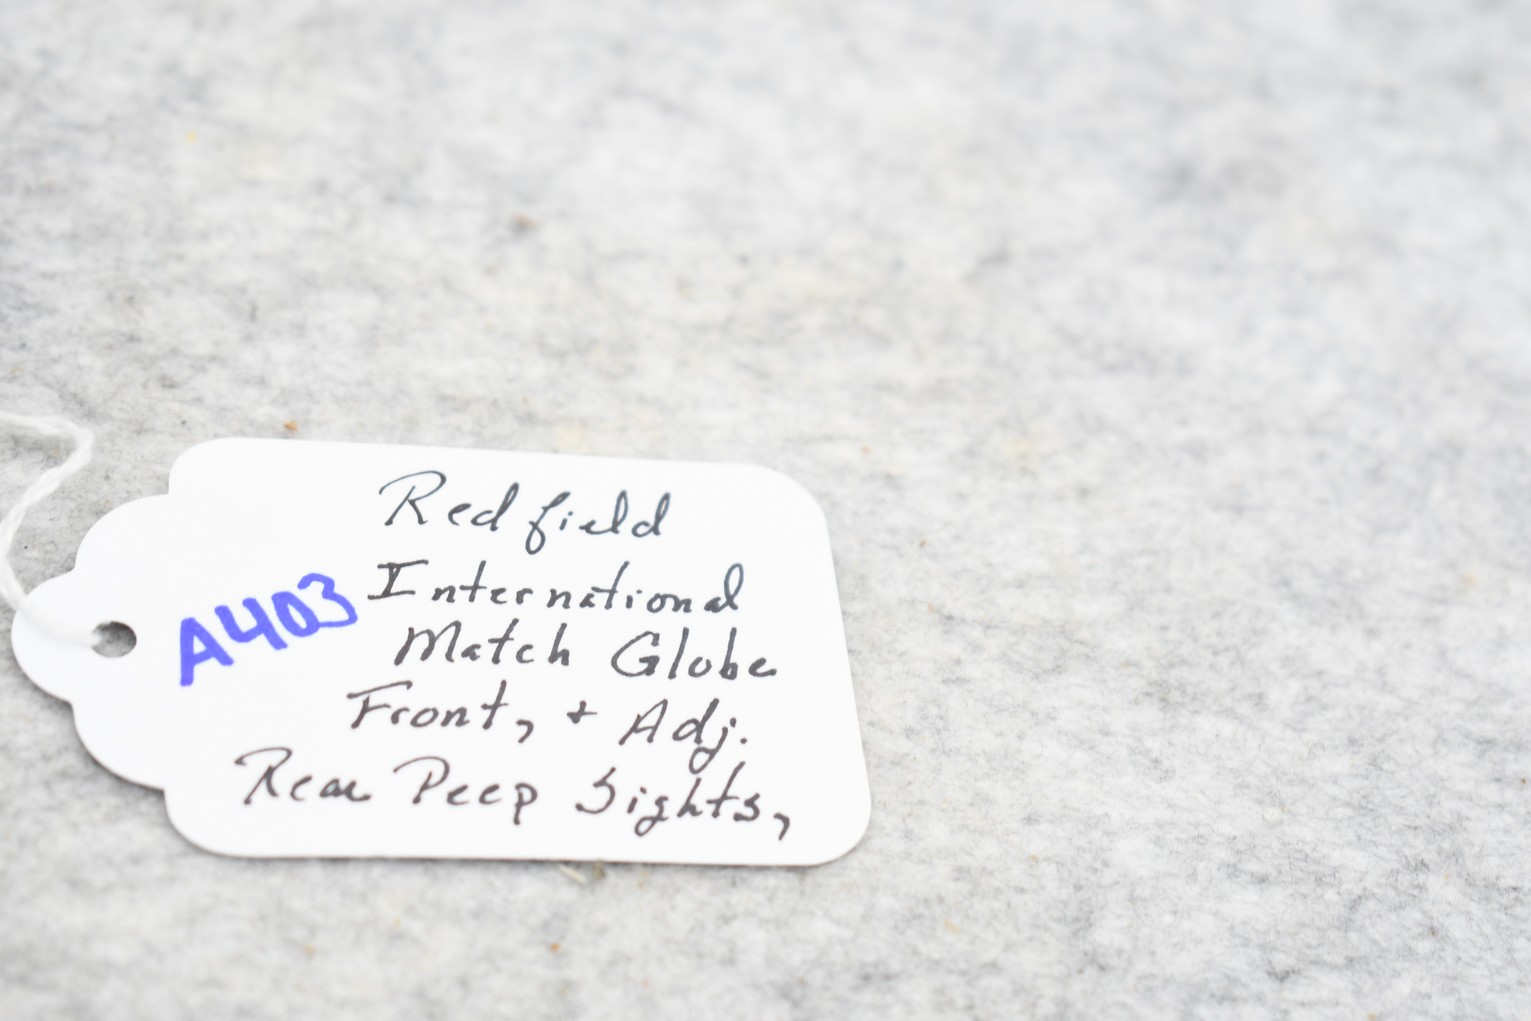 Redfield
A403
International
Match Globe
Front, + Adj.
Rear Peep Sights,